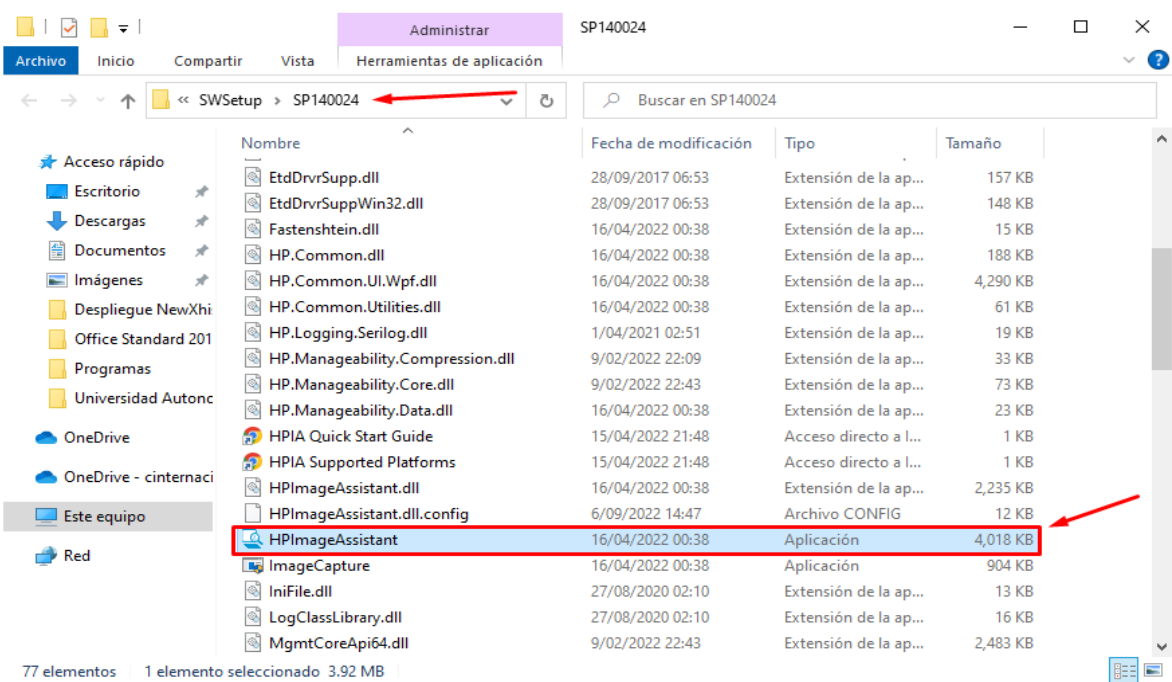 Administrar
SP140024
Archivo Inicio Compartir Vista Herramientas de aplicación
« SWSetup › SP140024
Buscar en SP140024
Nombre Fecha de modificación Tipo Tamaño
Acceso rápido
Escritorio
Descargas
Documentos
Imágenes
Despliegue NewXhi
Office Standard 201
Programas
Universidad Autonc
OneDrive
OneDrive - cinternaci
Este equipo
Red
EtdDrvrSupp.dll 28/09/2017 06:53 Extensión de la ap... 157 KB
EtdDrvrSuppWin32.dll 28/09/2017 06:53 Extensión de la ap... 148 KB
Fastenshtein.dll 16/04/2022 00:38 Extensión de la ap... 15 KB
HP.Common.dll 16/04/2022 00:38 Extensión de la ap... 188 KB
HP.Common.UI.Wpf.dll 16/04/2022 00:38 Extensión de la ap... 4,290 KB
HP.Common.Utilities.dll 16/04/2022 00:38 Extensión de la ap... 61 KB
HP.Logging.Serilog.dll 1/04/2021 02:51 Extensión de la ap... 19 KB
HP.Manageability.Compression.dll 9/02/2022 22:09 Extensión de la ap... 33 KB
HP.Manageability.Core.dll 9/02/2022 22:43 Extensión de la ap... 73 KB
HP.Manageability.Data.dll 16/04/2022 00:38 Extensión de la ap... 23 KB
HPIA Quick Start Guide 15/04/2022 21:48 Acceso directo a I... 1 KB
HPIA Supported Platforms 15/04/2022 21:48 Acceso directo a I... 1 KB
HPImageAssistant.dll 16/04/2022 00:38 Extensión de la ap... 2,235 KB
HPImageAssistant.dll.config 6/09/2022 14:47 Archivo CONFIG 12 KB
HPImageAssistant 16/04/2022 00:38 Aplicación 4,018 KB
ImageCapture 16/04/2022 00:38 Aplicación 904 KB
IniFile.dll 27/08/2020 02:10 Extensión de la ap... 13 KB
LogClassLibrary.dll 27/08/2020 02:10 Extensión de la ap... 16 KB
MgmtCoreApi64.dll 9/02/2022 22:43 Extensión de la ap... 2,483 KB
77 elementos 1 elemento seleccionado 3.92 MB